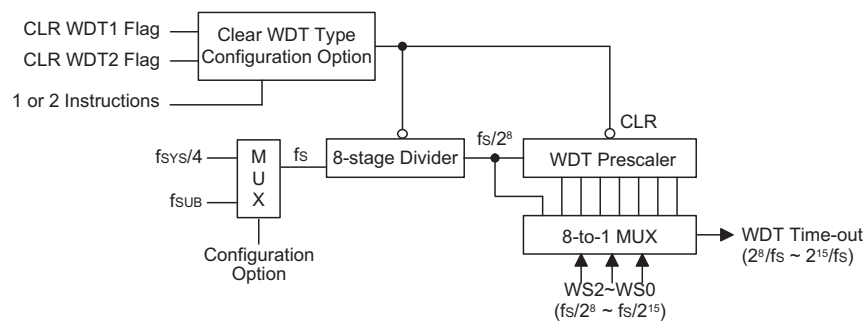 CLR WDT1 Flag
CLR WDT2 Flag
1 or 2 Instructions
Clear WDT Type
Configuration Option
CLR
fSYS/4
fSUB
M
U
X
Configuration
Option
fS
8-stage Divider
fS/2⁸
WDT Prescaler
8-to-1 MUX
WDT Time-out
(2⁸/fS ~ 2¹⁵/fS)
WS2~WS0
(fS/2⁸ ~ fS/2¹⁵)